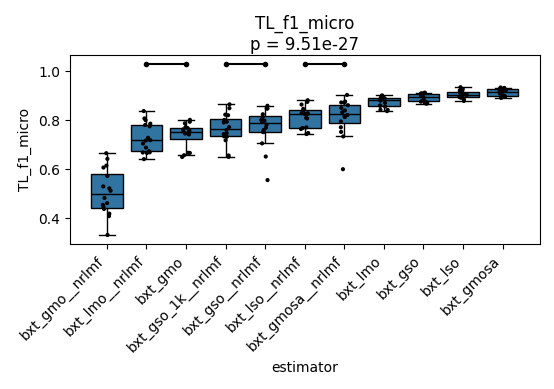 TL_f1_micro
p = 9.51e-27
TL_f1_micro
1.0
0.8
0.6
0.4
bxt_gmo__nrlmf
bxt_lmo__nrlmf
bxt_gmo
bxt_gso_1k__nrlmf
bxt_gso__nrlmf
bxt_lso__nrlmf
bxt_gmosa__nrlmf
bxt_lmo
bxt_gso
bxt_lso
bxt_gmosa
estimator